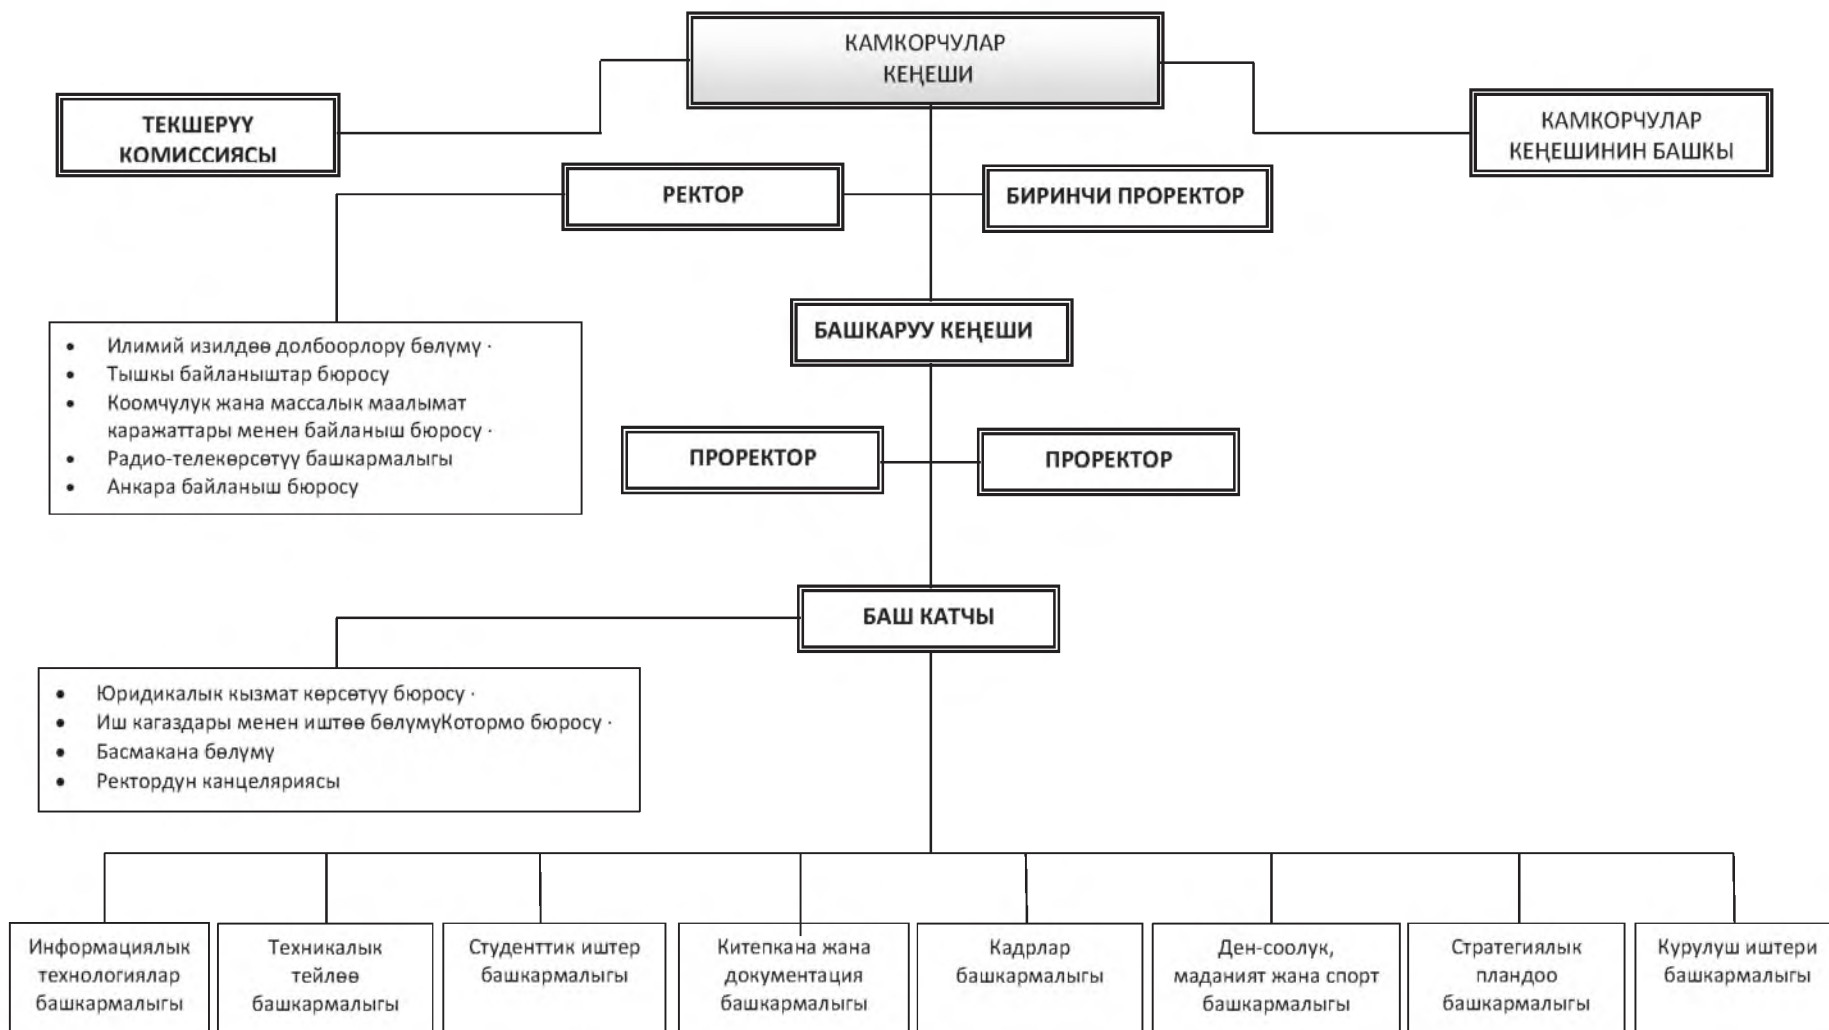 КАМКОРЧУЛАР
КЕҢЕШИ
ТЕКШЕРҮҮ
КОМИССИЯСЫ
КАМКОРЧУЛАР
КЕҢЕШИНИН БАШКЫ
РЕКТОР
БИРИНЧИ ПРОРЕКТОР
БАШКАРУУ КЕҢЕШИ
• Илимий изилдөө долбоорлору бөлүмү ·
• Тышкы байланыштар бюросу
• Коомчулук жана массалык маалымат
каражаттары менен байланыш бюросу ·
• Радио-телекөрсөтүү башкармалыгы
• Анкара байланыш бюросу
ПРОРЕКТОР
ПРОРЕКТОР
БАШ КАТЧЫ
• Юридикалык кызмат көрсөтүү бюросу ·
• Иш кагаздары менен иштөө бөлүмүКотормо бюросу ·
• Басмакана бөлүмү
• Ректордун канцеляриясы
Информациялык
технологиялар
башкармалыгы
Техникалык
тейлөө
башкармалыгы
Студенттик иштер
башкармалыгы
Китепкана жана
документация
башкармалыгы
Кадрлар
башкармалыгы
Ден-соолук,
маданият жана спорт
башкармалыгы
Стратегиялык
пландоо
башкармалыгы
Курулуш иштери
башкармалыгы